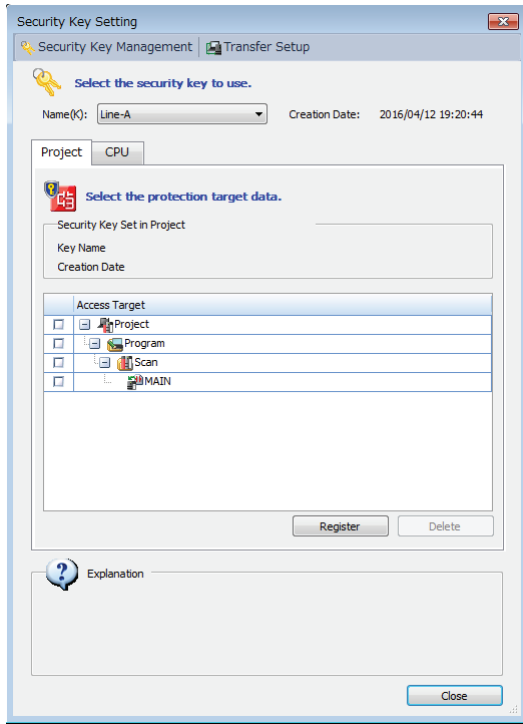 Security Key Setting
Security Key Management Transfer Setup
Select the security key to use.
Name(K): Line-A Creation Date: 2016/04/12 19:20:44
Project CPU
Select the protection target data.
Security Key Set in Project
Key Name
Creation Date
Access Target
Project
Program
Scan
MAIN
Register Delete
Explanation
Close